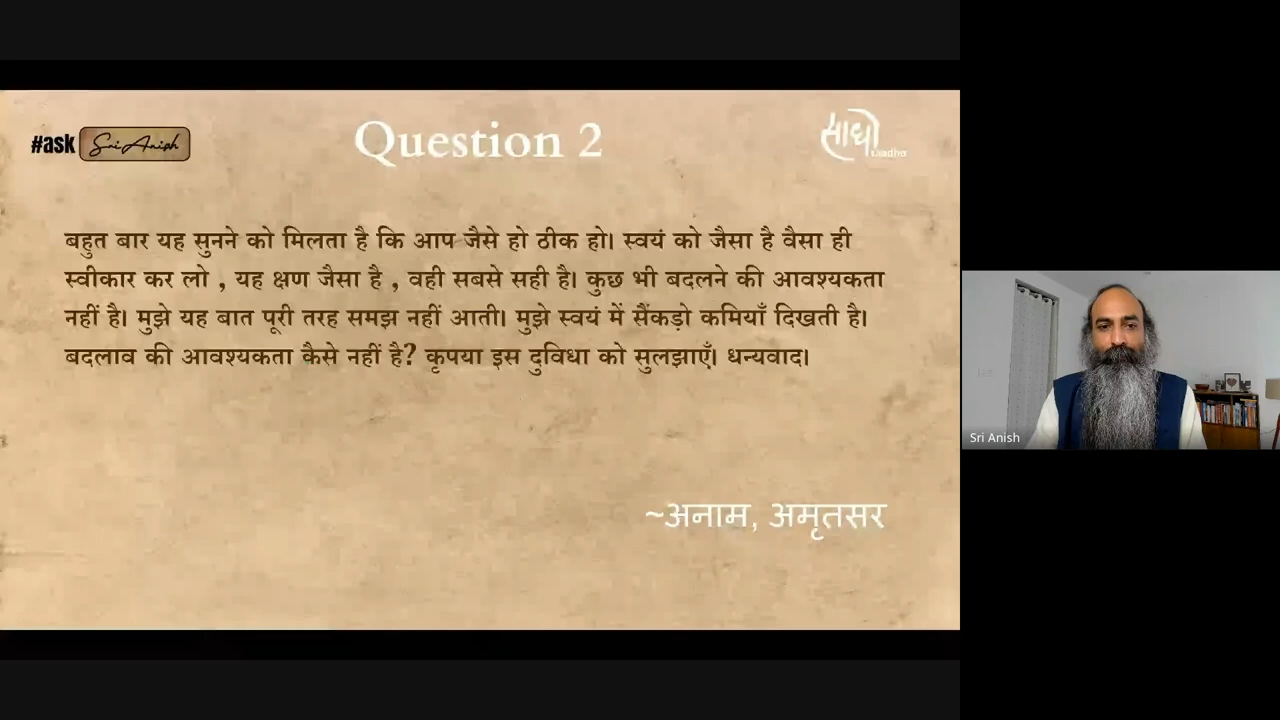 #ask Sri Anish
Question 2
साधो
Saadho
बहुत बार यह सुनने को मिलता है कि आप जैसे हो ठीक हो। स्वयं को जैसा है वैसा ही
स्वीकार कर लो , यह क्षण जैसा है , वही सबसे सही है। कुछ भी बदलने की आवश्यकता
नहीं है। मुझे यह बात पूरी तरह समझ नहीं आती। मुझे स्वयं में सैंकड़ो कमियाँ दिखती है।
बदलाव की आवश्यकता कैसे नहीं है? कृपया इस दुविधा को सुलझाएँ। धन्यवाद।
~अनाम, अमृतसर
Sri Anish